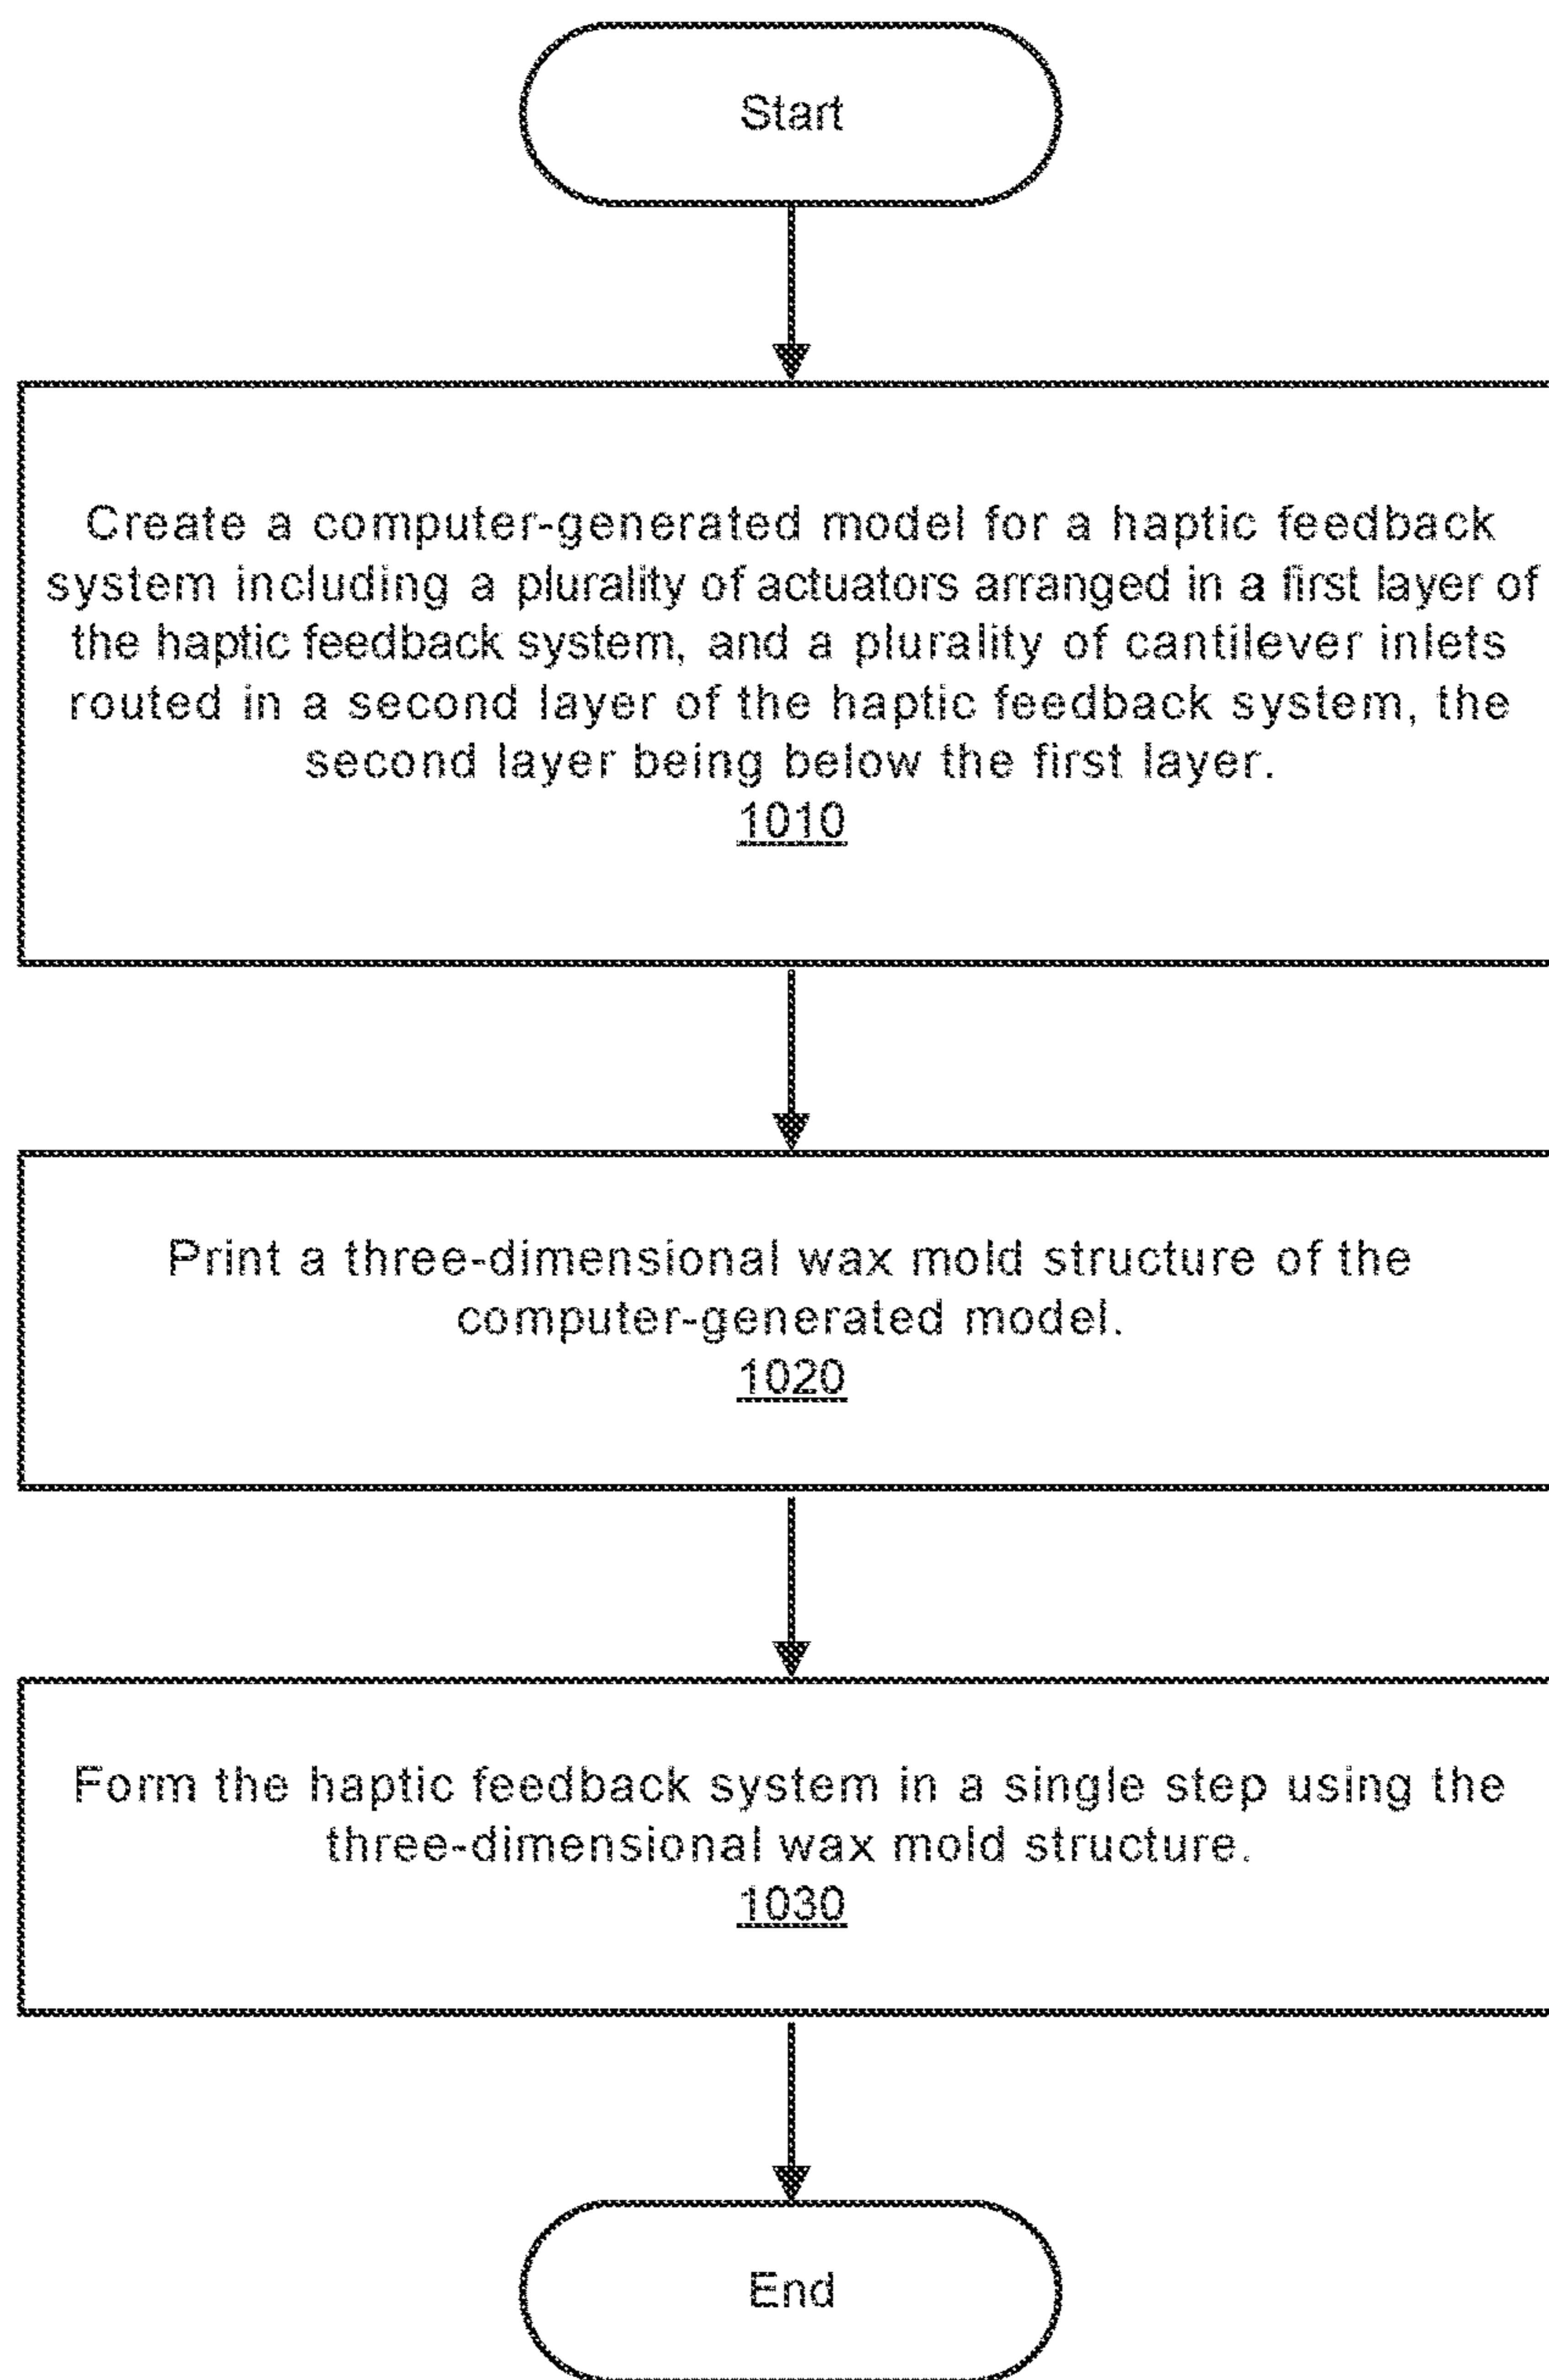 Start
Create a computer-generated model for a haptic feedback
system including a plurality of actuators arranged in a first layer of
the haptic feedback system, and a plurality of cantilever inlets
routed in a second layer of the haptic feedback system, the
second layer being below the first layer.
1010
Print a three-dimensional wax mold structure of the
computer-generated model.
1020
Form the haptic feedback system in a single step using the
three-dimensional wax mold structure.
1030
End